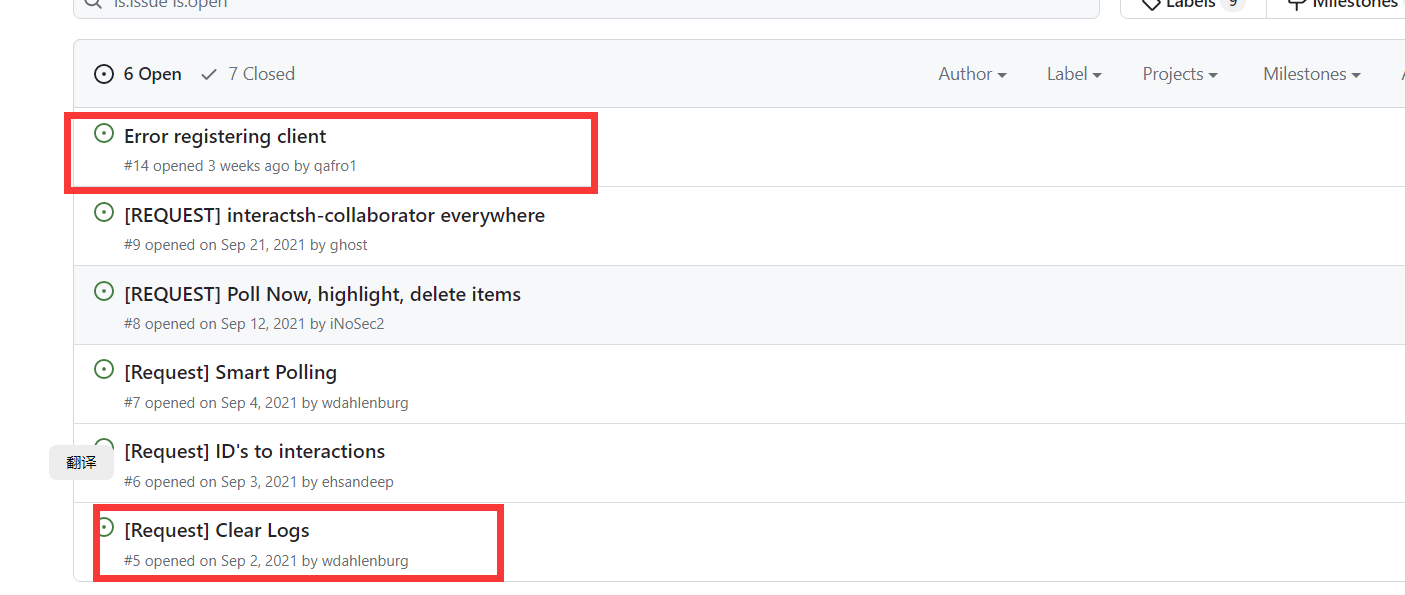 is:issue is:open
Labels 9
Milestones
6 Open 7 Closed Author Label Projects Milestones
Error registering client
#14 opened 3 weeks ago by qafro1
[REQUEST] interactsh-collaborator everywhere
#9 opened on Sep 21, 2021 by ghost
[REQUEST] Poll Now, highlight, delete items
#8 opened on Sep 12, 2021 by iNoSec2
[Request] Smart Polling
#7 opened on Sep 4, 2021 by wdahlenburg
[Request] ID's to interactions
翻译
#6 opened on Sep 3, 2021 by ehsandeep
[Request] Clear Logs
#5 opened on Sep 2, 2021 by wdahlenburg